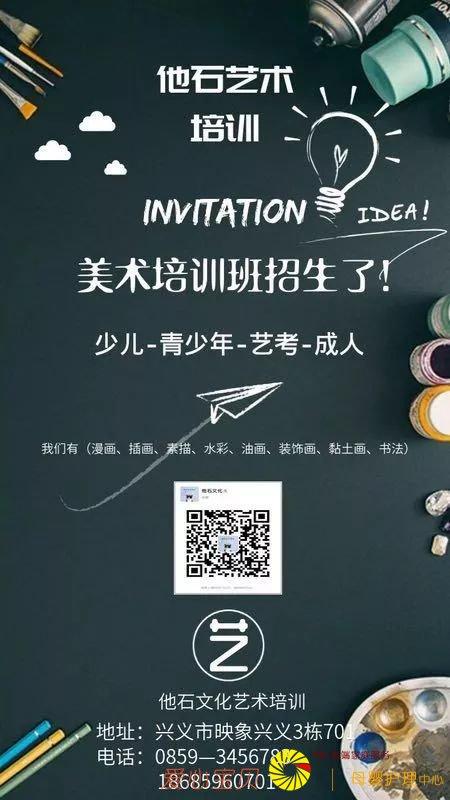 他石艺术
培训
INVITATION
IDEA!
美术培训班招生了!
少儿-青少年-艺考-成人
我们有（漫画、插画、素描、水彩、油画、装饰画、黏土画、书法）
他石文化
艺
他石文化艺术培训
地址：兴义市映象兴义3栋701
电话：0859—345678
18685960701
母婴护理中心